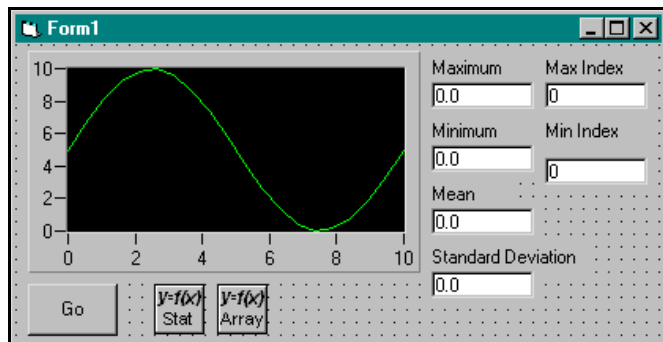 Form1
10
8
6
4
2
0
0 2 4 6 8 10
Maximum Max Index
0.0 0
Minimum Min Index
0.0 0
Mean
0.0
Standard Deviation
0.0
Go
y=f(x) Stat
y=f(x) Array